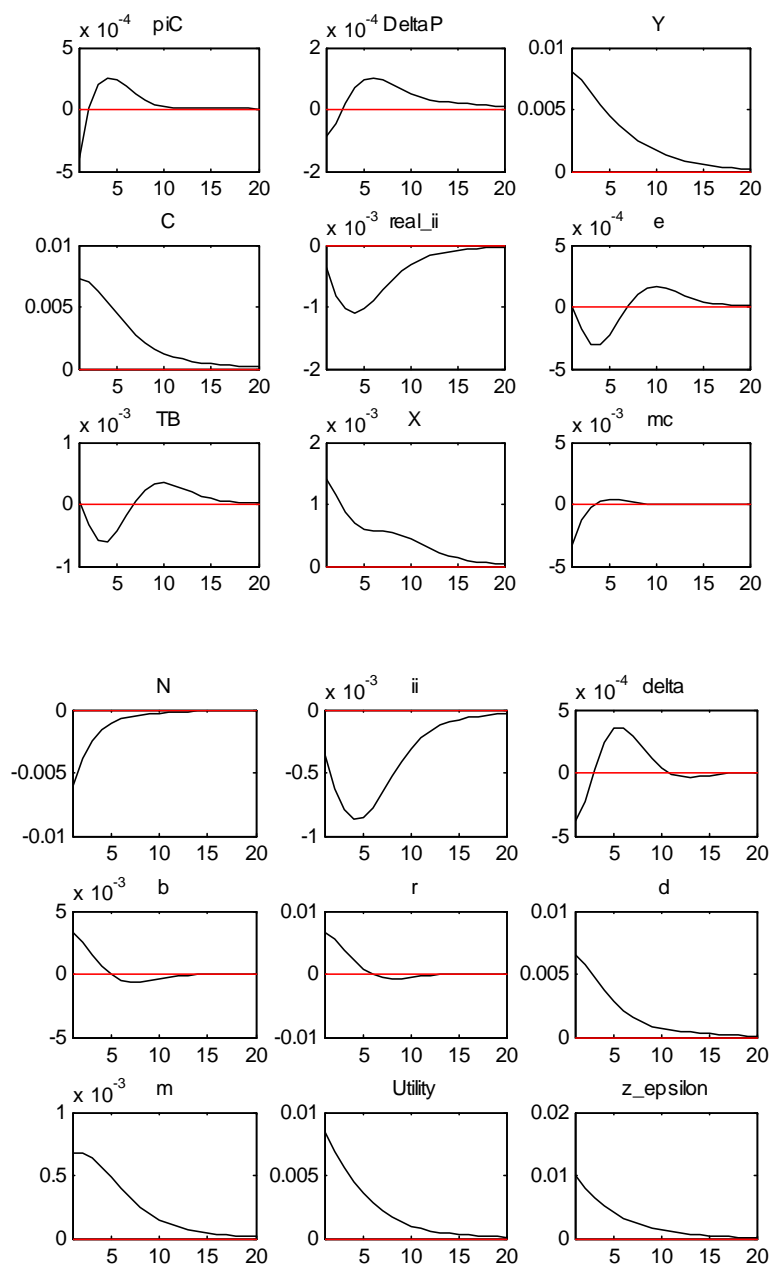 x 10-4 piC x 10-4 DeltaP Y
5 2 0.01
0 0 0.005
-5 -2 0
5 10 15 20 5 10 15 20 5 10 15 20
C x 10-3 real_ii x 10-4 e
0.01 0 5
0.005 -1 0
0 -2 -5
5 10 15 20 5 10 15 20 5 10 15 20
x 10-3 TB x 10-3 X x 10-3 mc
1 2 5
0 1 0
-1 0 -5
5 10 15 20 5 10 15 20 5 10 15 20
N x 10-3 ii x 10-4 delta
0 0 5
-0.005 -0.5 0
-0.01 -1 -5
5 10 15 20 5 10 15 20 5 10 15 20
x 10-3 b r d
5 0.01 0.01
0 0 0.005
-5 -0.01 0
5 10 15 20 5 10 15 20 5 10 15 20
x 10-3 m Utility z_epsilon
1 0.01 0.02
0.5 0.005 0.01
0 0 0
5 10 15 20 5 10 15 20 5 10 15 20